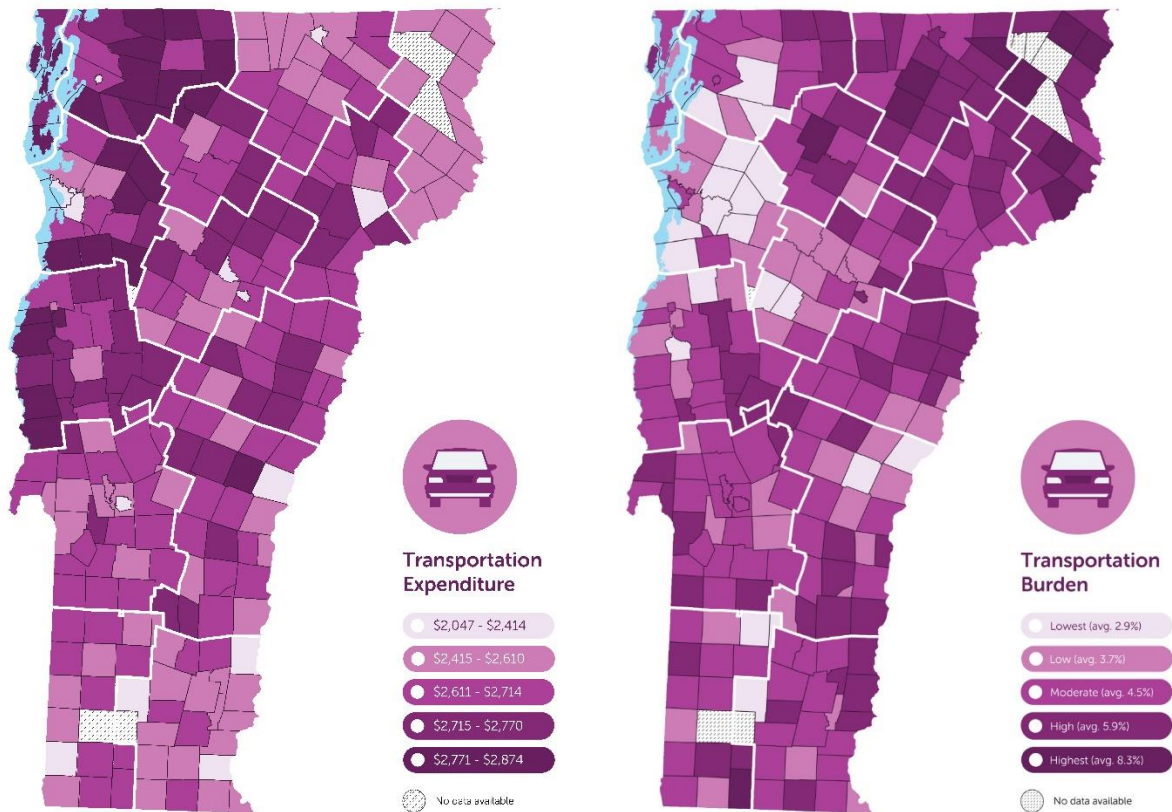 Transportation
Expenditure
$2,047 - $2,414
$2,415 - $2,610
$2,611 - $2,714
$2,715 - $2,770
$2,771 - $2,874
No data available
Transportation
Burden
Lowest (avg. 2.9%)
Low (avg. 3.7%)
Moderate (avg. 4.5%)
High (avg. 5.9%)
Highest (avg. 8.3%)
No data available